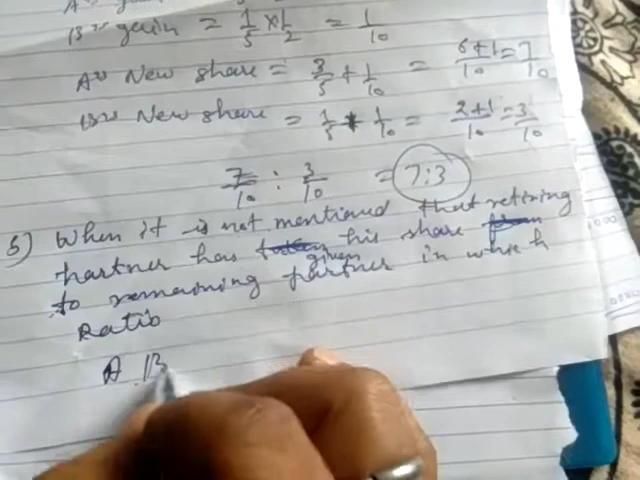 B's gain = 1/5 × 1/2 = 1/10
A's New share = 3/5 + 1/10 = 6+1/10 = 7/10
B's New share = 1/5 + 1/10 = 2+1/10 = 3/10
7/10 : 3/10 = 7:3
5) When it is not mentioned that retiring
partner has given his share
to remaining partner in which
Ratio
A B